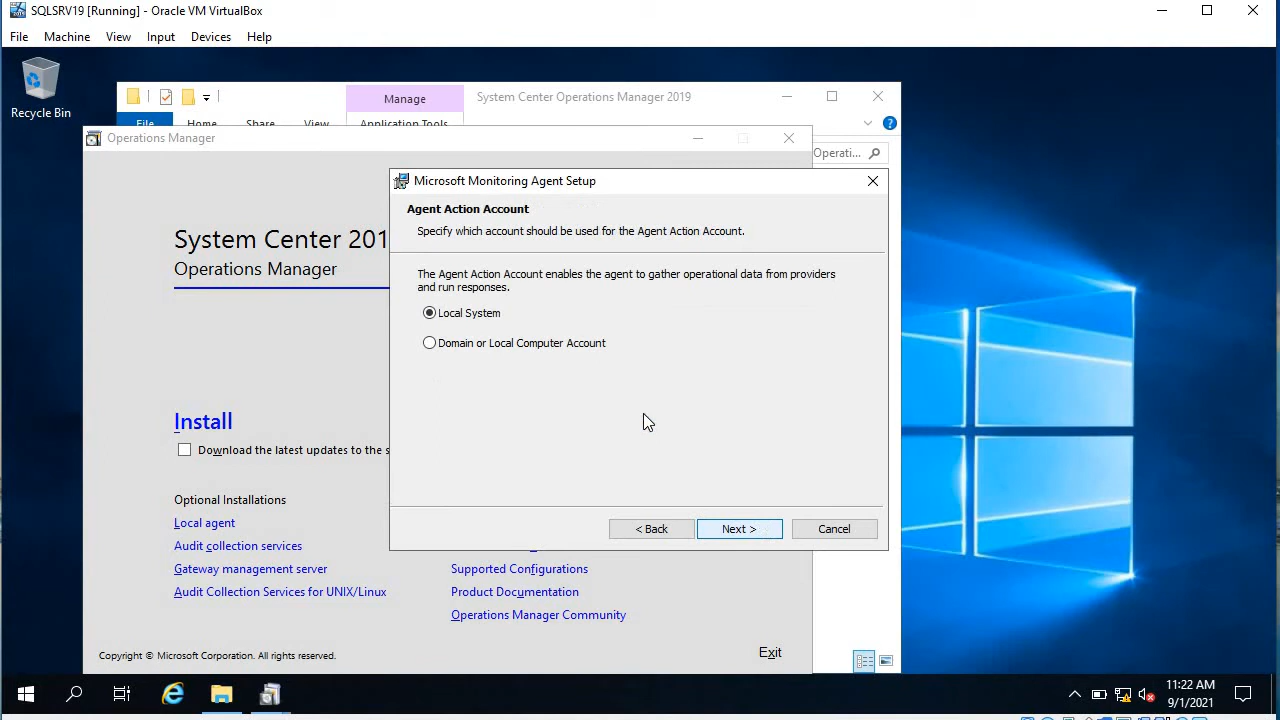 SQLSRV19 [Running] - Oracle VM VirtualBox
File Machine View Input Devices Help
Recycle Bin
Manage
System Center Operations Manager 2019
File Home Share View Application Tools
Operations Manager
Operati...
Microsoft Monitoring Agent Setup
Agent Action Account
Specify which account should be used for the Agent Action Account.
System Center 201
Operations Manager
The Agent Action Account enables the agent to gather operational data from providers
and run responses.
Local System
Domain or Local Computer Account
Install
Download the latest updates to the s
Optional Installations
Local agent
Audit collection services
Gateway management server
Audit Collection Services for UNIX/Linux
< Back Next > Cancel
Supported Configurations
Product Documentation
Operations Manager Community
Copyright © Microsoft Corporation. All rights reserved.
Exit
11:22 AM
9/1/2021